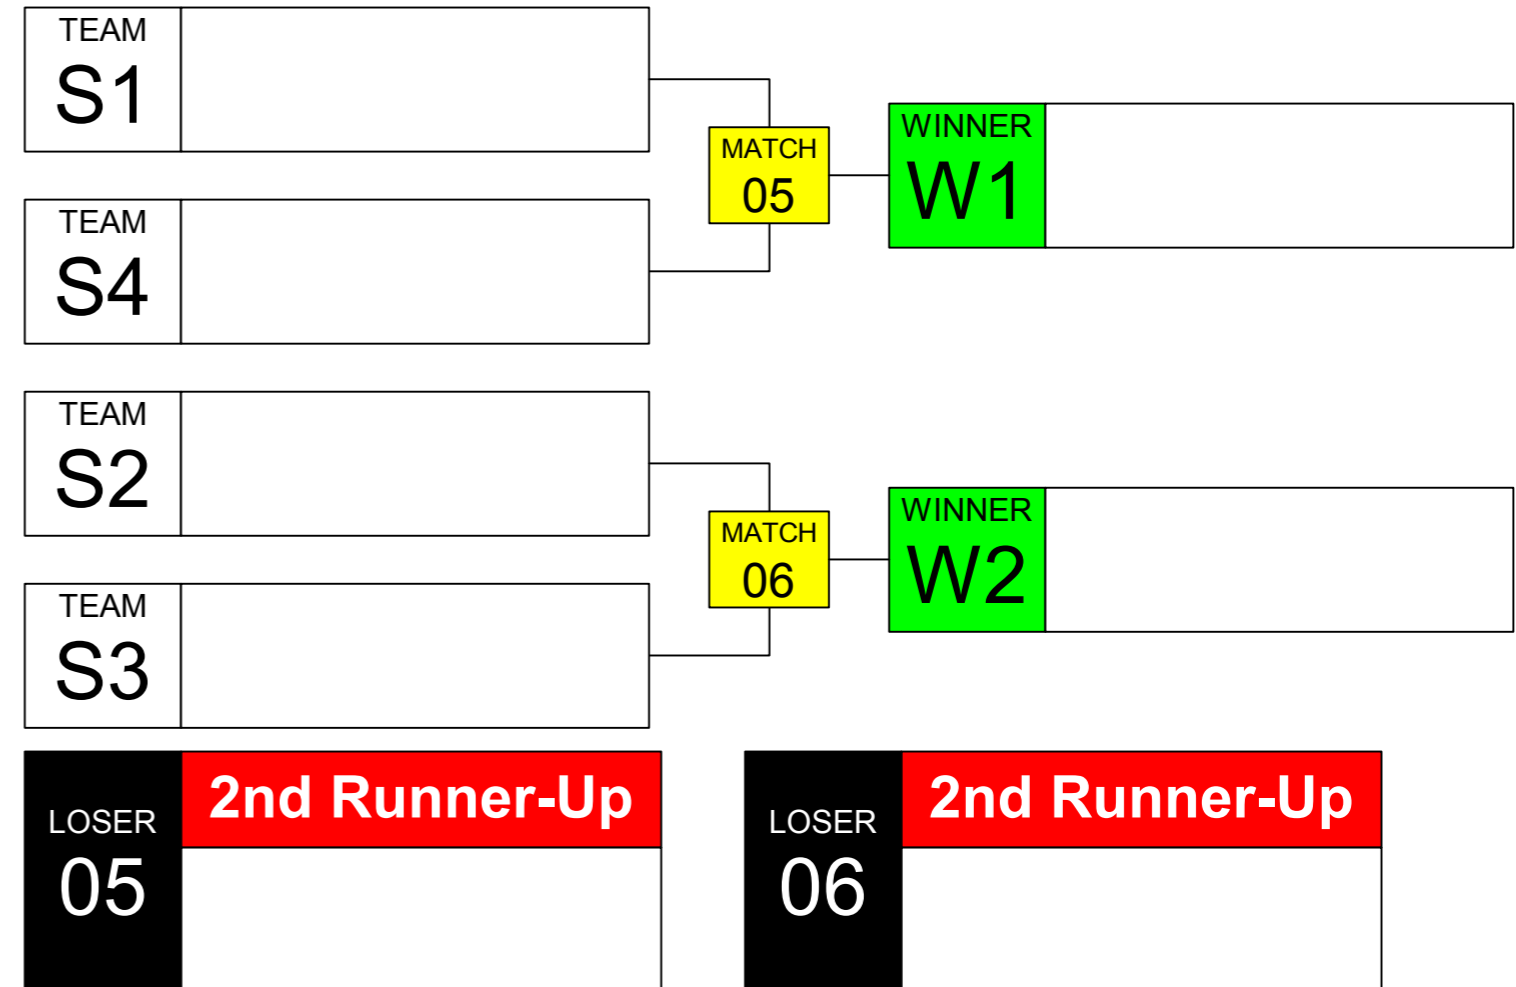 TEAM
S1
MATCH
05
WINNER
W1
TEAM
S4
TEAM
S2
MATCH
06
WINNER
W2
TEAM
S3
LOSER
05
2nd Runner-Up
LOSER
06
2nd Runner-Up